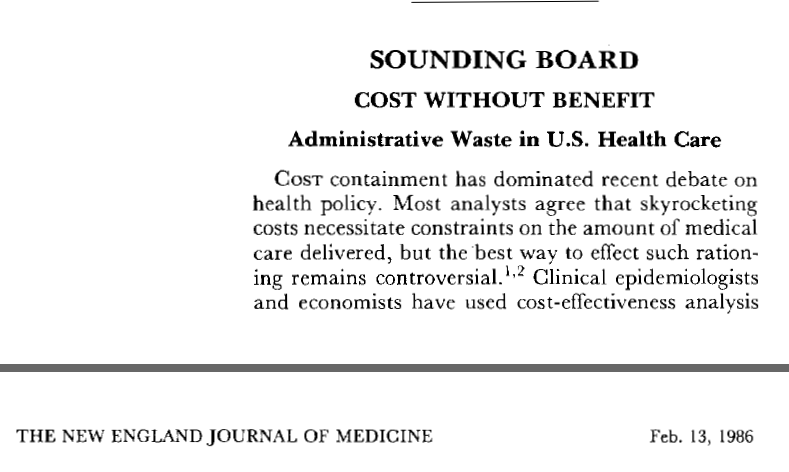 SOUNDING BOARD
COST WITHOUT BENEFIT
Administrative Waste in U.S. Health Care
COST containment has dominated recent debate on
health policy. Most analysts agree that skyrocketing
costs necessitate constraints on the amount of medical
care delivered, but the best way to effect such ration-
ing remains controversial.1,2 Clinical epidemiologists
and economists have used cost-effectiveness analysis
THE NEW ENGLAND JOURNAL OF MEDICINE Feb. 13, 1986